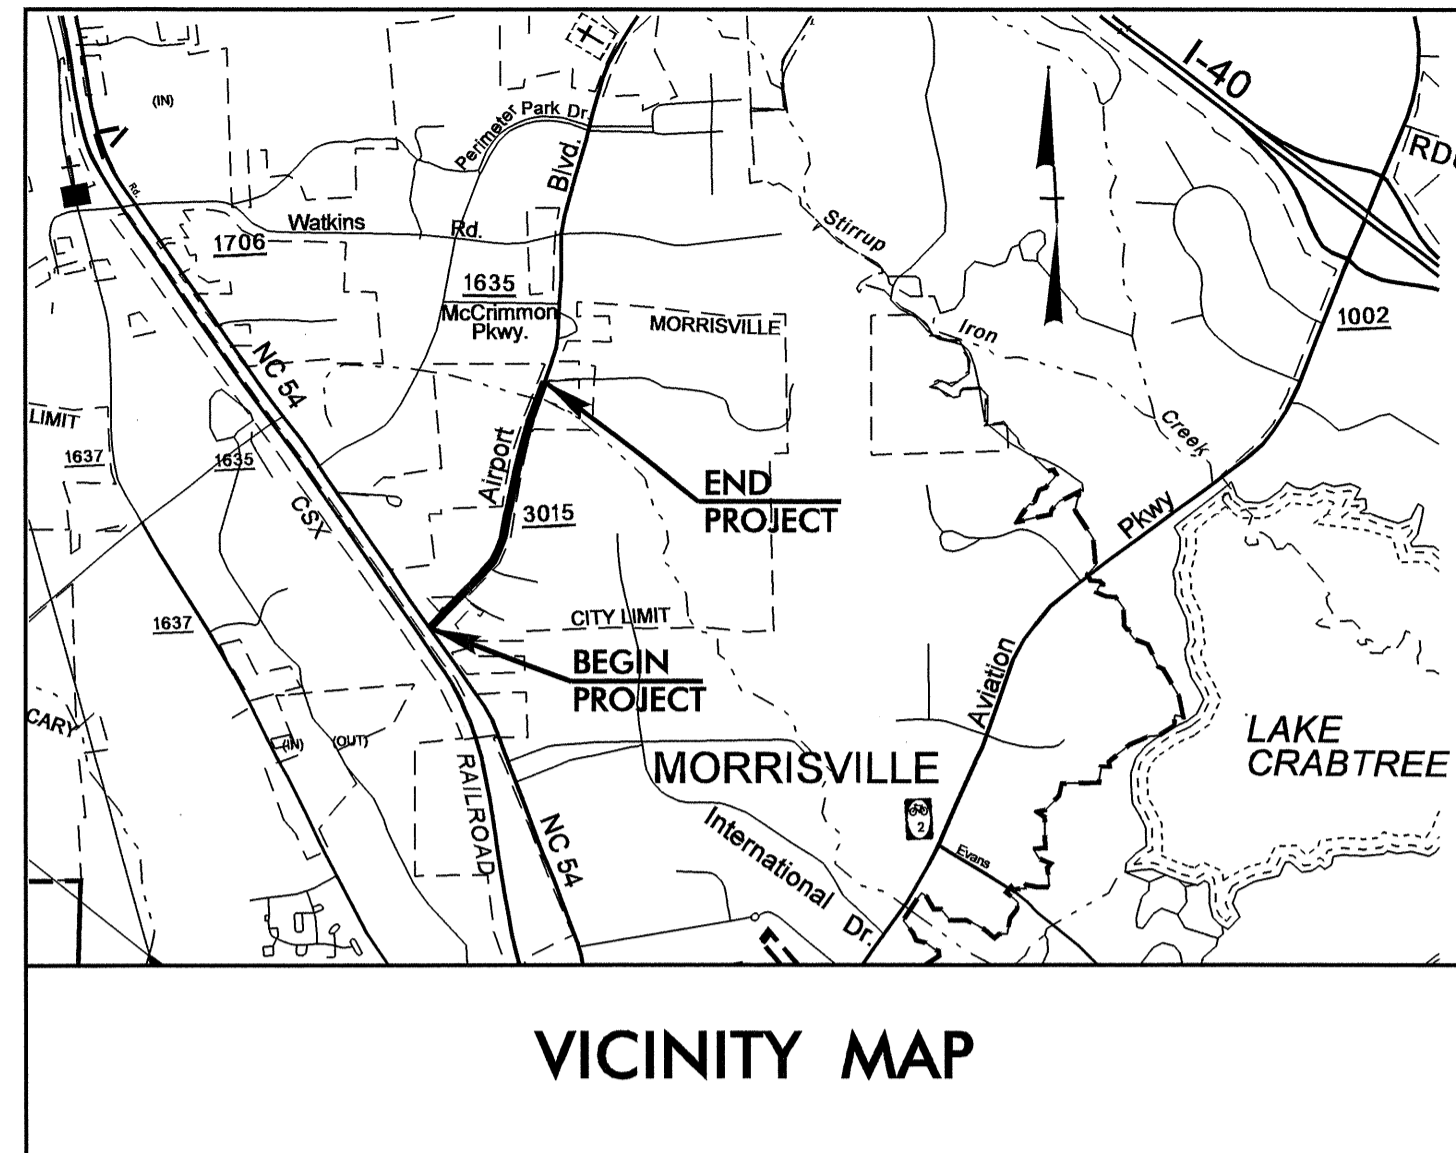 I-40
(IN)
Perimeter Park Dr.
RD
Blvd.
Rd.
Watkins
Rd.
Stirrup
1706
1635
McCrimmon
Pkwy.
MORRISVILLE
Iron
1002
NC 54
LIMIT
Creek
1637
1635
Airport
END
PROJECT
CSX
3015
Pkwy
1637
CITY LIMIT
BEGIN
PROJECT
Aviation
CARY
(IN)
(OUT)
LAKE
CRABTREE
MORRISVILLE
RAILROAD
NC 54
2
International Dr.
Evans
VICINITY MAP